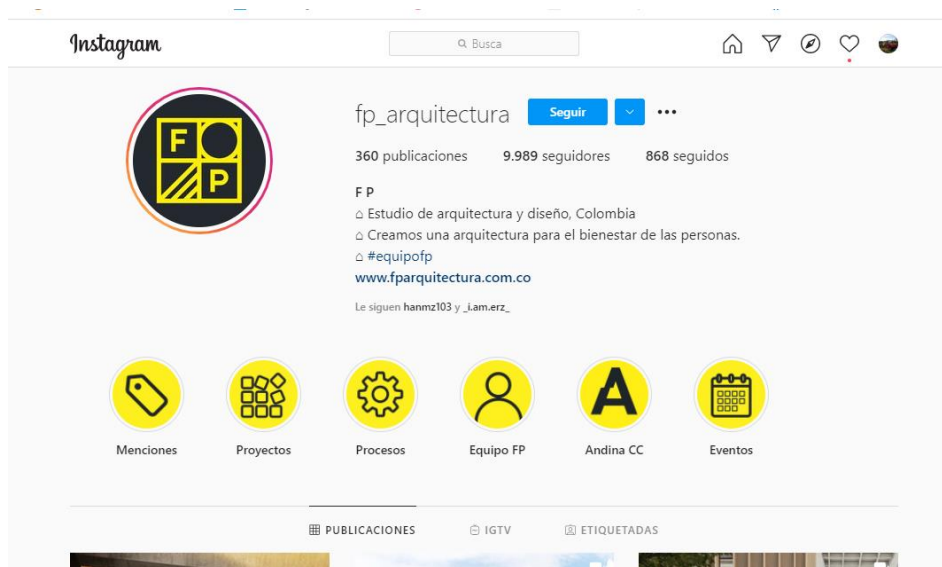 Instagram
Busca
F
P
fp_arquitectura Seguir
360 publicaciones 9.989 seguidores 868 seguidos
F P
⌂ Estudio de arquitectura y diseño, Colombia
⌂ Creamos una arquitectura para el bienestar de las personas.
⌂ #equipofp
www.fparquitectura.com.co
Le siguen hanmz103 y _i.am.erz_
A
Menciones Proyectos Procesos Equipo FP Andina CC Eventos
PUBLICACIONES IGTV ETIQUETADAS